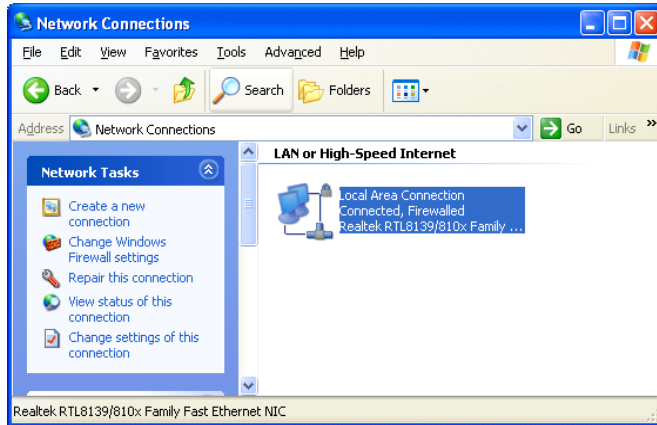 Network Connections
File Edit View Favorites Tools Advanced Help
Back Search Folders
Address Network Connections Go Links »
Network Tasks
Create a new
connection
Change Windows
Firewall settings
Repair this connection
View status of this
connection
Change settings of this
connection
LAN or High-Speed Internet
Local Area Connection
Connected, Firewalled
Realtek RTL8139/810x Family ...
Realtek RTL8139/810x Family Fast Ethernet NIC